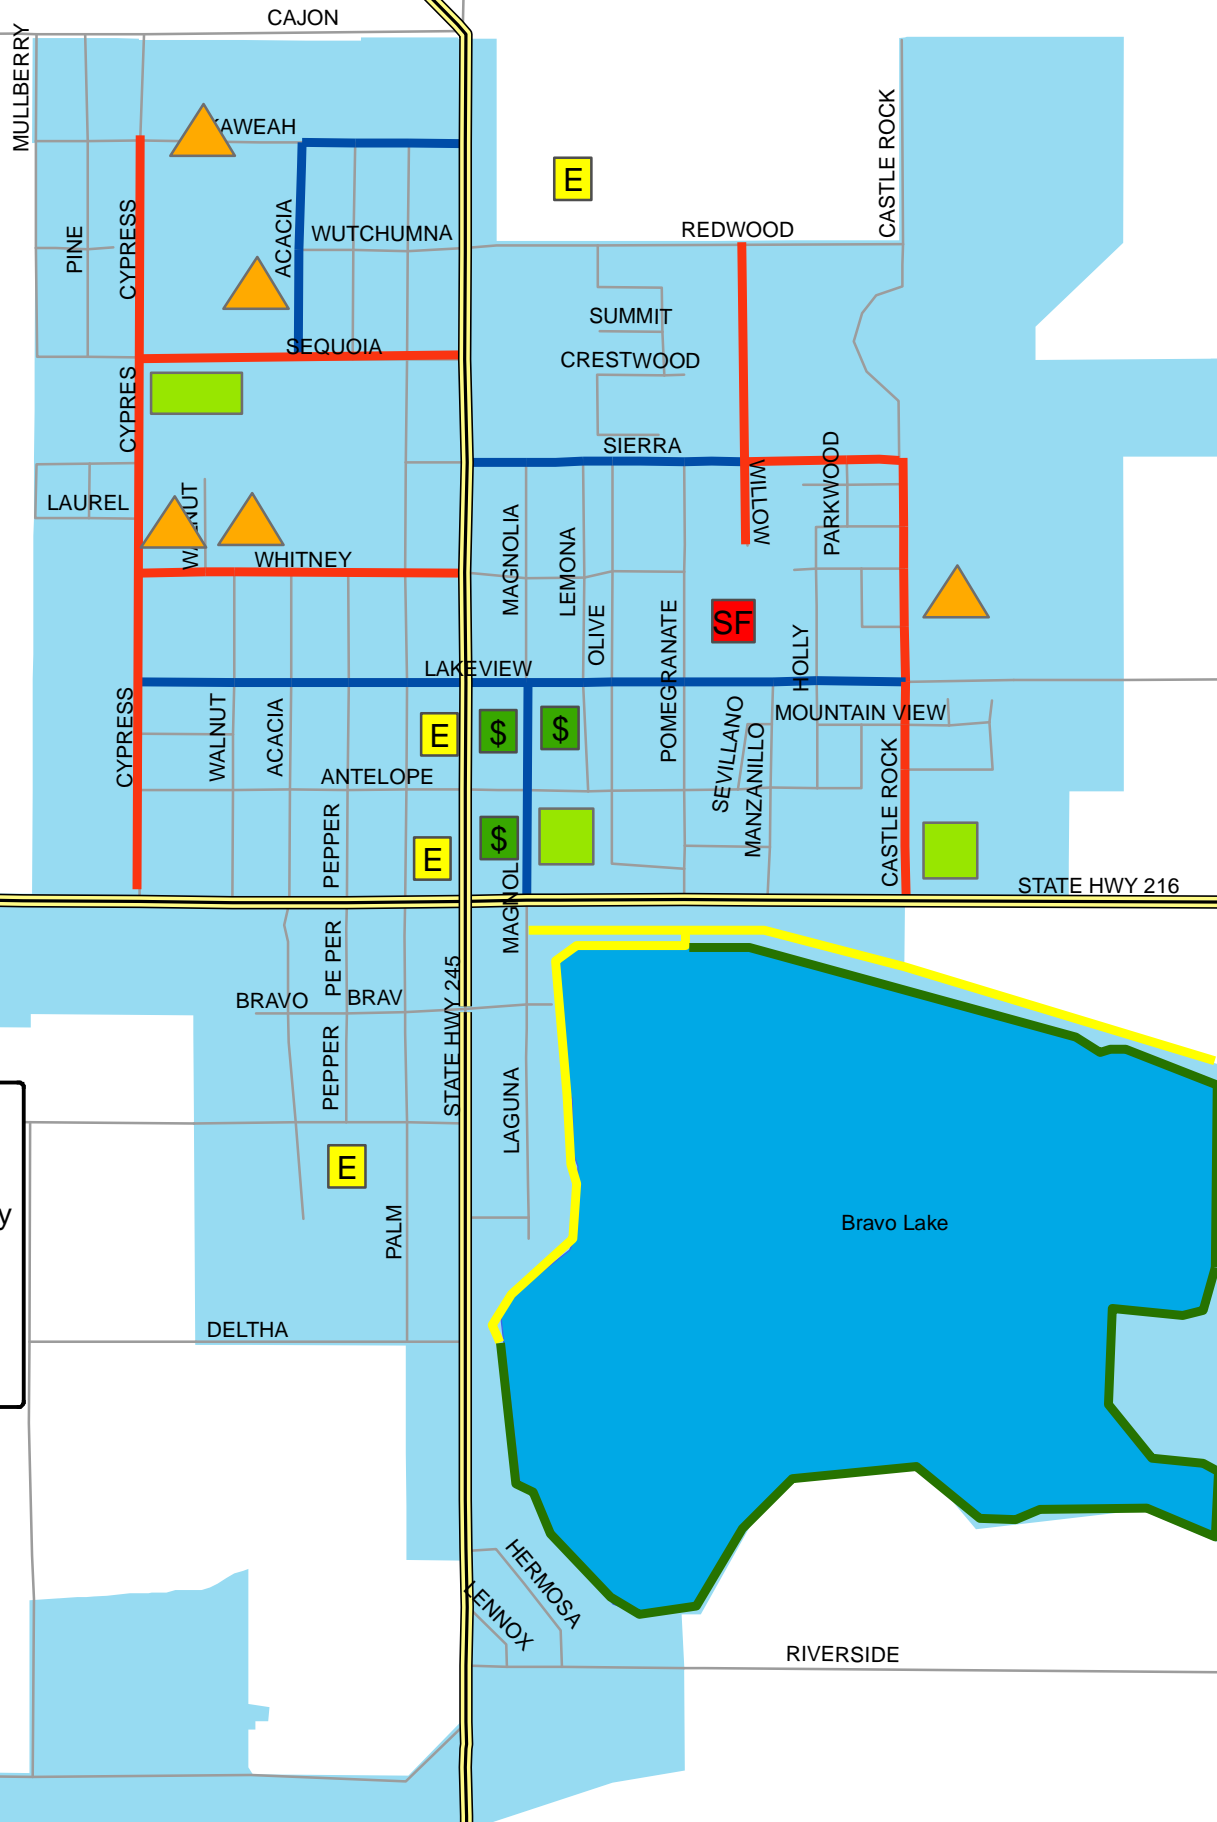 CAJON
MULLBERRY
KAWEAH
CASTLE ROCK
E
PINE
CYPRESS
ACACIA
WUTCHUMNA
REDWOOD
SUMMIT
SEQUOIA
CRESTWOOD
CYPRES
SIERRA
WILLOW
PARKWOOD
LAUREL
MAGNOLIA
LEMONA
WHITNEY
OLIVE
POMEGRANATE
SF
HOLLY
LAKEVIEW
CYPRESS
WALNUT
ACACIA
E
$
$
SEVILLANO
MANZANILLO
MOUNTAIN VIEW
ANTELOPE
PEPPER
E
$
CASTLE ROCK
STATE HWY 216
MAGNOL
PE PER
BRAVO
BRAV
STATE HWY 245
PEPPER
LAGUNA
E
PALM
y
Bravo Lake
DELTHA
HERMOSA
LENNOX
RIVERSIDE